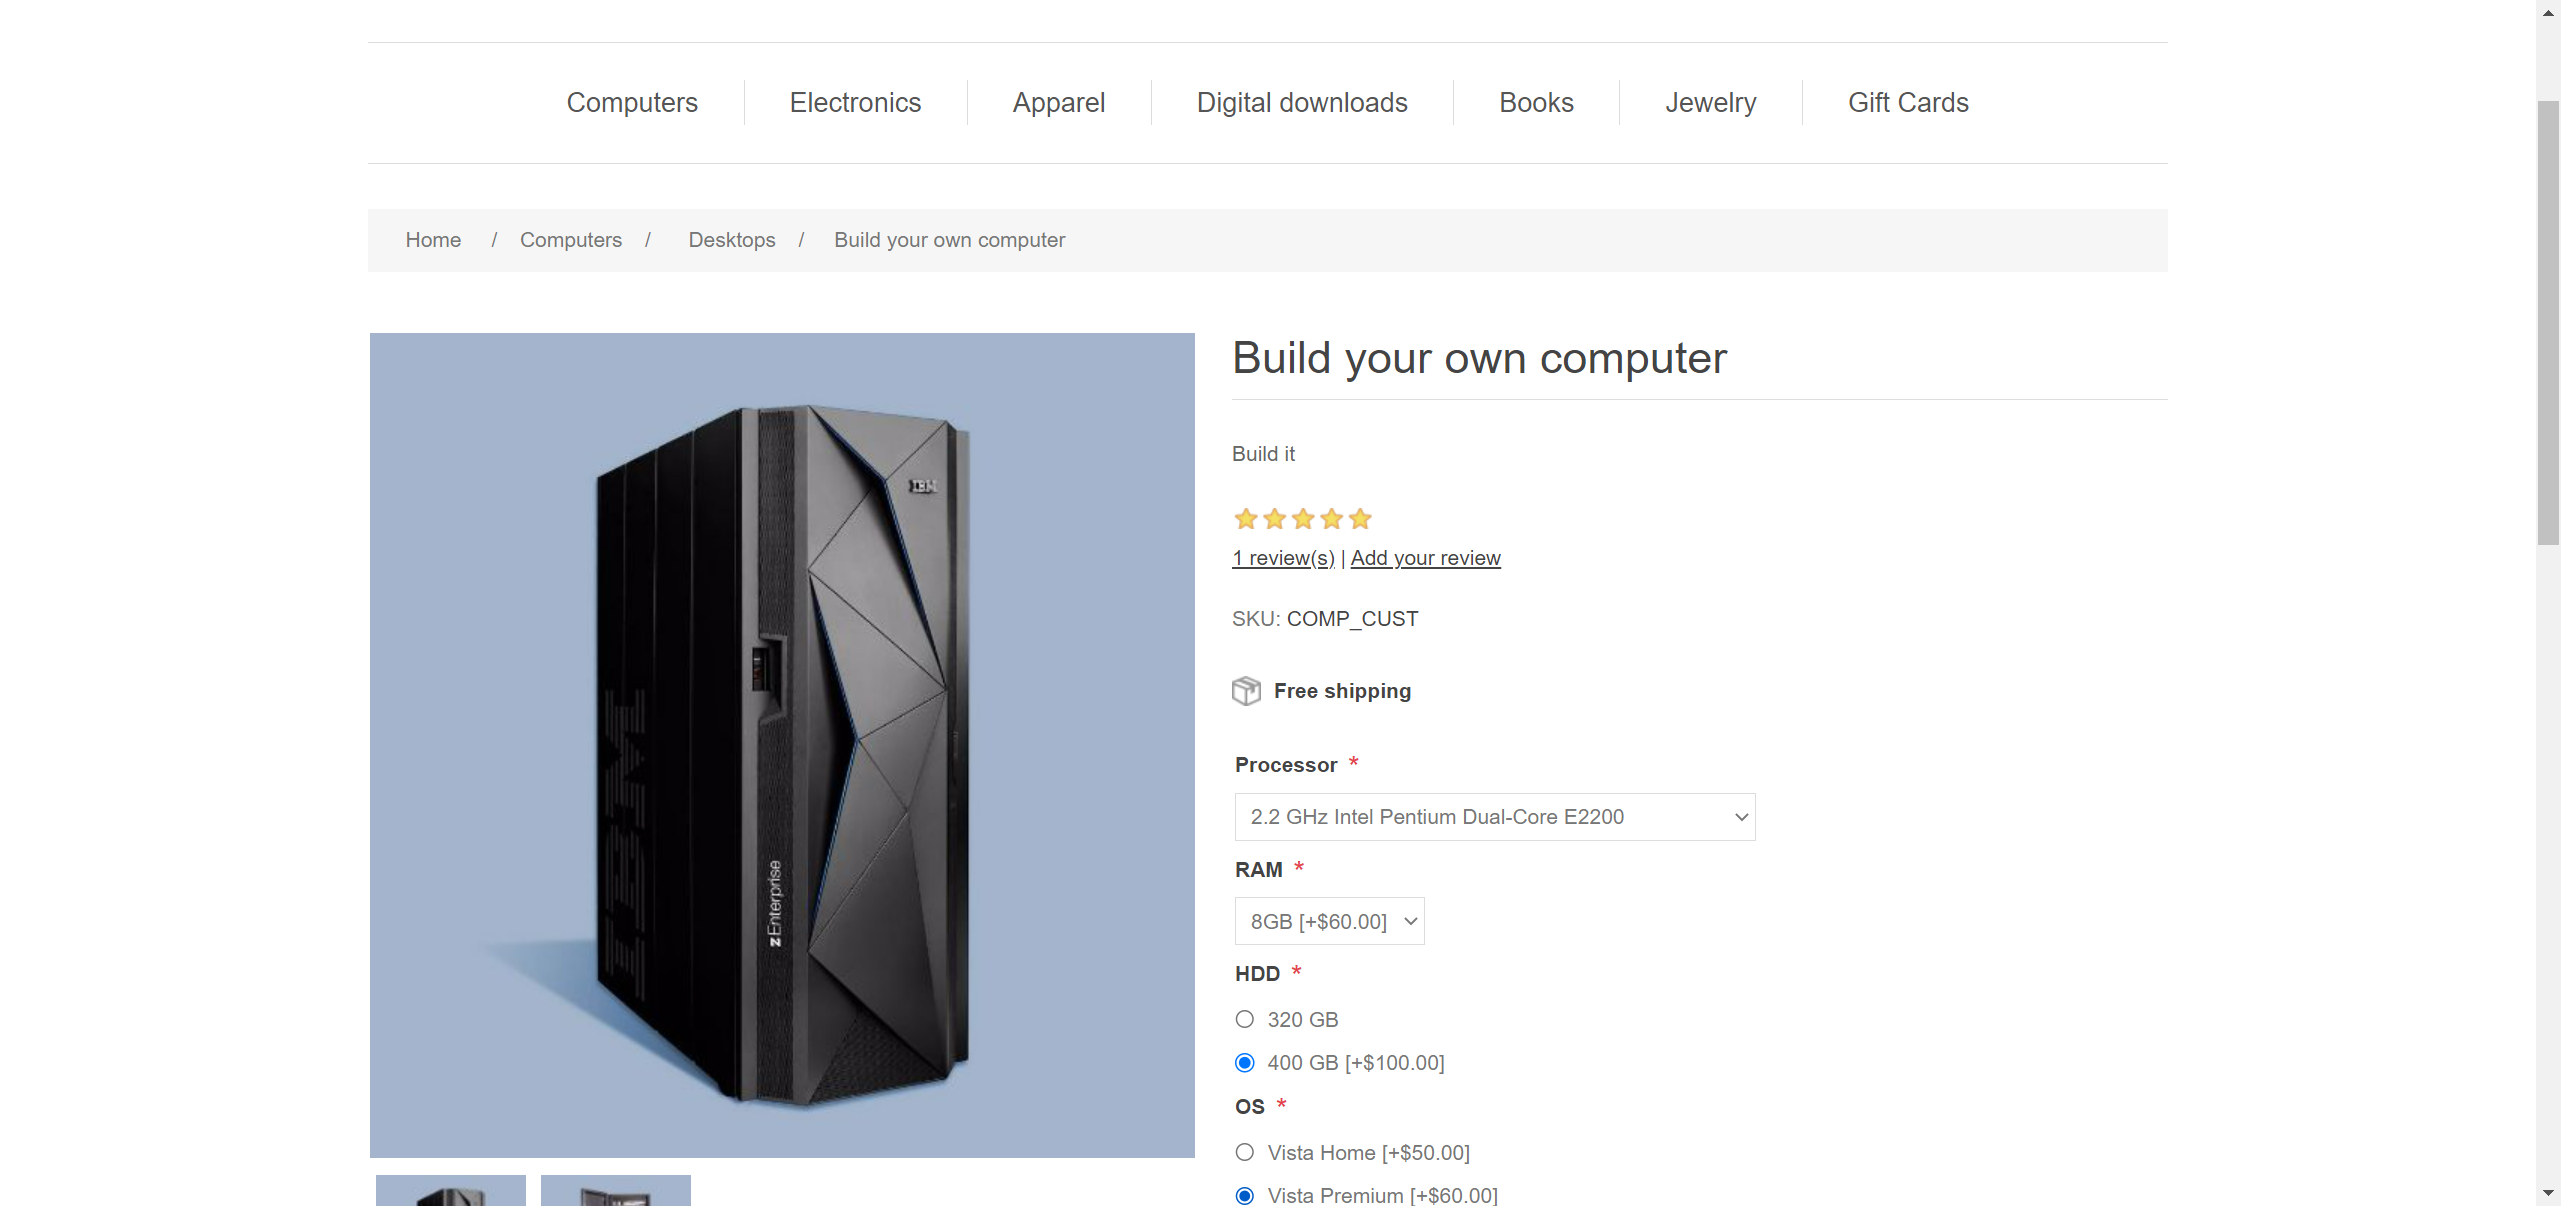 Computers
Electronics
Apparel
Digital downloads
Books
Jewelry
Gift Cards
Home / Computers / Desktops / Build your own computer
IBM
IBM
zEnterprise
Build your own computer
Build it
1 review(s) | Add your review
SKU: COMP_CUST
Free shipping
Processor *
2.2 GHz Intel Pentium Dual-Core E2200
RAM *
8GB [+$60.00]
HDD *
320 GB
400 GB [+$100.00]
OS *
Vista Home [+$50.00]
Vista Premium [+$60.00]